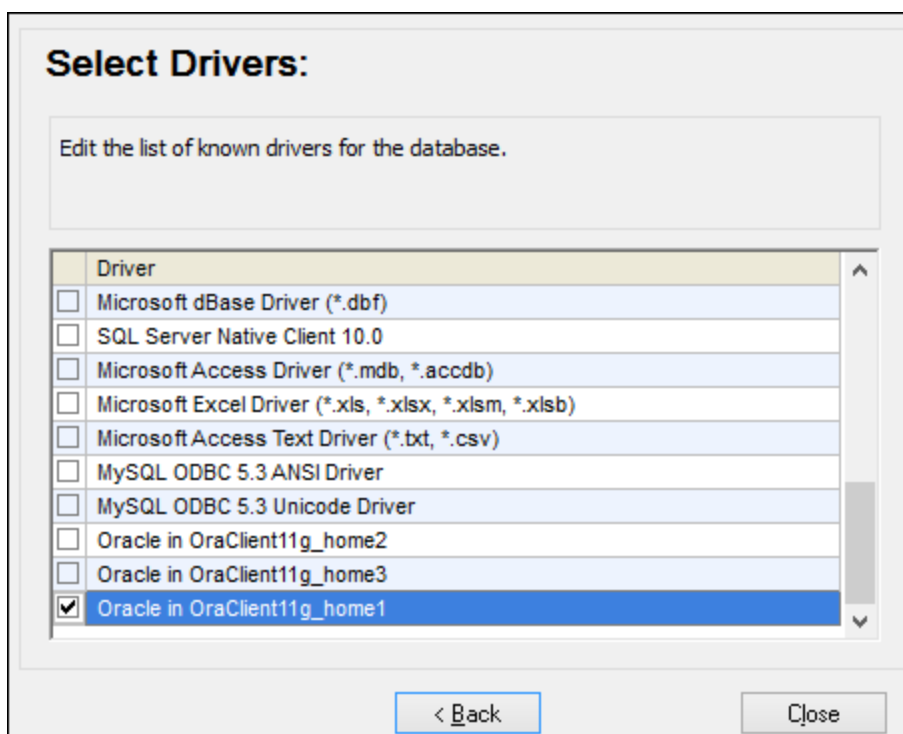 Select Drivers:
Edit the list of known drivers for the database.
Driver
Microsoft dBase Driver (*.dbf)
SQL Server Native Client 10.0
Microsoft Access Driver (*.mdb, *.accdb)
Microsoft Excel Driver (*.xls, *.xlsx, *.xlsm, *.xlsb)
Microsoft Access Text Driver (*.txt, *.csv)
MySQL ODBC 5.3 ANSI Driver
MySQL ODBC 5.3 Unicode Driver
Oracle in OraClient11g_home2
Oracle in OraClient11g_home3
Oracle in OraClient11g_home1
< Back Close